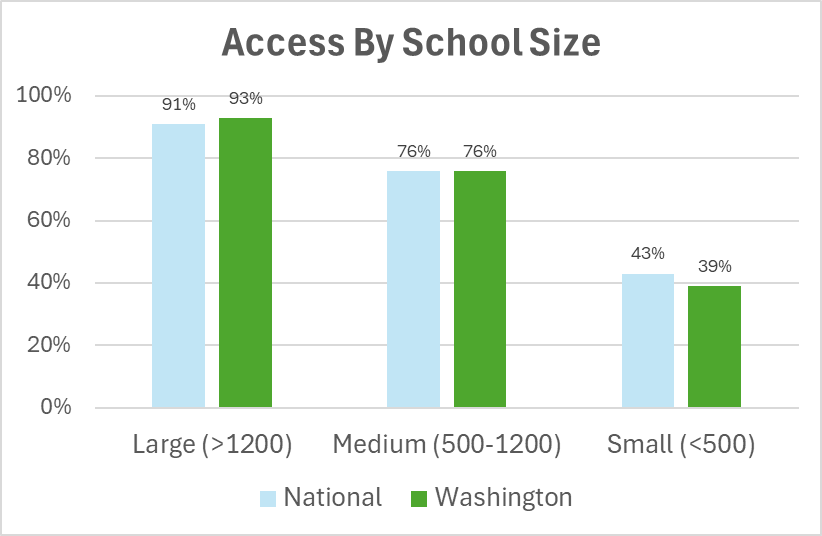 Access By School Size
100%
80%
60%
40%
20%
0%
91%
93%
76%
76%
43%
39%
Large (>1200)
Medium (500-1200)
Small (<500)
National
Washington